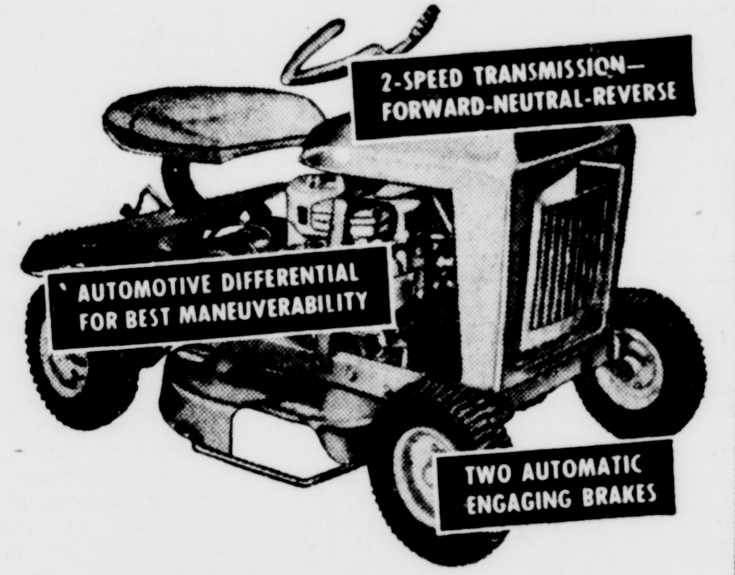 2-SPEED TRANSMISSION—
FORWARD-NEUTRAL-REVERSE
AUTOMOTIVE DIFFERENTIAL
FOR BEST MANEUVERABILITY
TWO AUTOMATIC
ENGAGING BRAKES